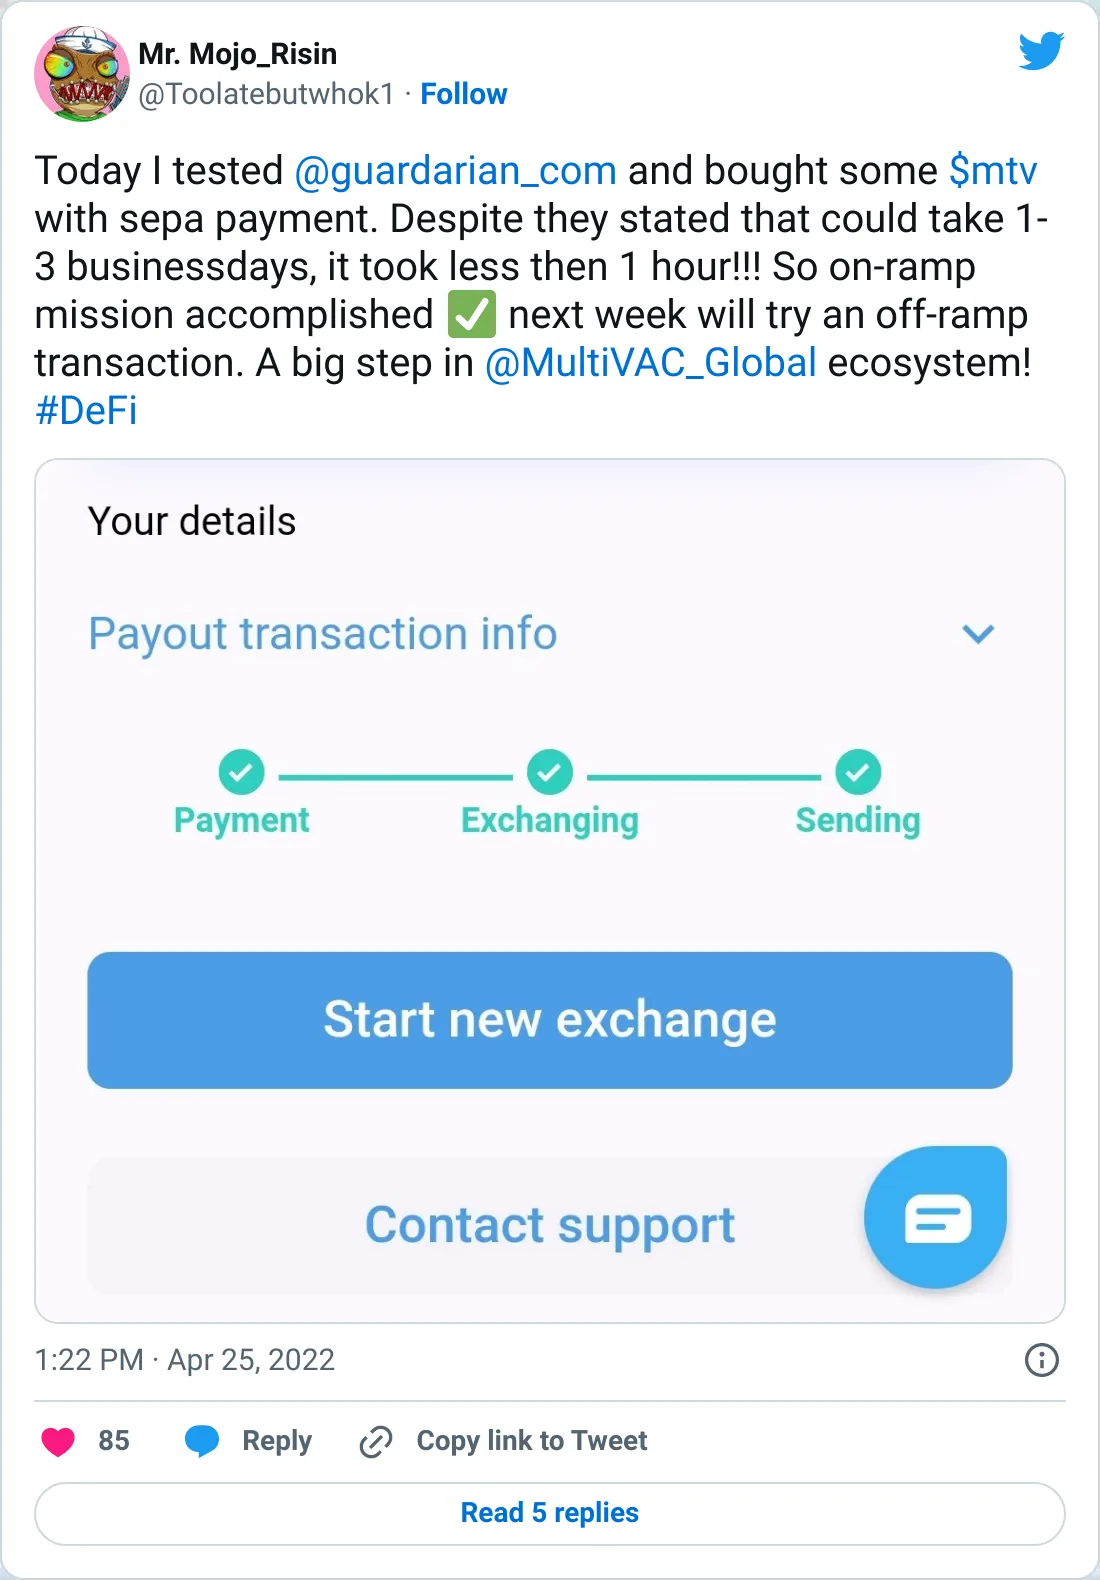 Mr. Mojo_Risin
@Toolatebutwhok1 · Follow
Today I tested @guardarian_com and bought some $mtv
with sepa payment. Despite they stated that could take 1-
3 businessdays, it took less then 1 hour!!! So on-ramp
mission accomplished ✅ next week will try an off-ramp
transaction. A big step in @MultiVAC_Global ecosystem!
#DeFi
Your details
Payout transaction info
Payment Exchanging Sending
Start new exchange
Contact support
1:22 PM · Apr 25, 2022
85 Reply Copy link to Tweet
Read 5 replies